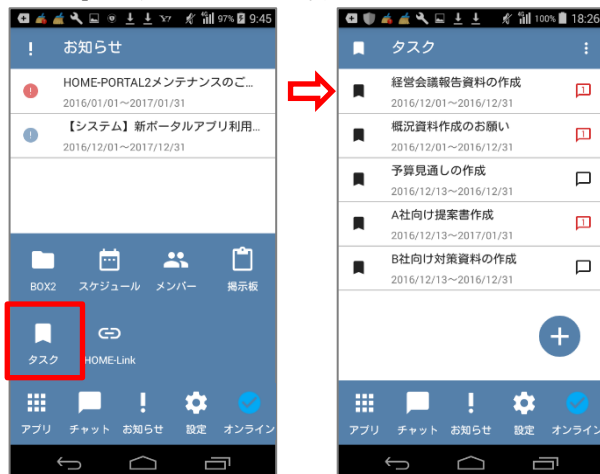 97% 9:45
お知らせ
HOME-PORTAL2メンテナンスのご...
2016/01/01～2017/01/31
【システム】新ポータルアプリ利用...
2016/12/01～2017/12/31
BOX2 スケジュール メンバー 掲示板
タスク HOME-Link
アプリ チャット お知らせ 設定 オンライン
100% 18:26
タスク
経営会議報告資料の作成
2016/12/01～2016/12/31
1
概況資料作成のお願い
2016/12/01～2016/12/31
1
予算見通しの作成
2016/12/13～2016/12/31
A社向け提案書作成
2016/12/13～2017/01/31
1
B社向け対策資料の作成
2016/12/13～2016/12/31
アプリ チャット お知らせ 設定 オンライン